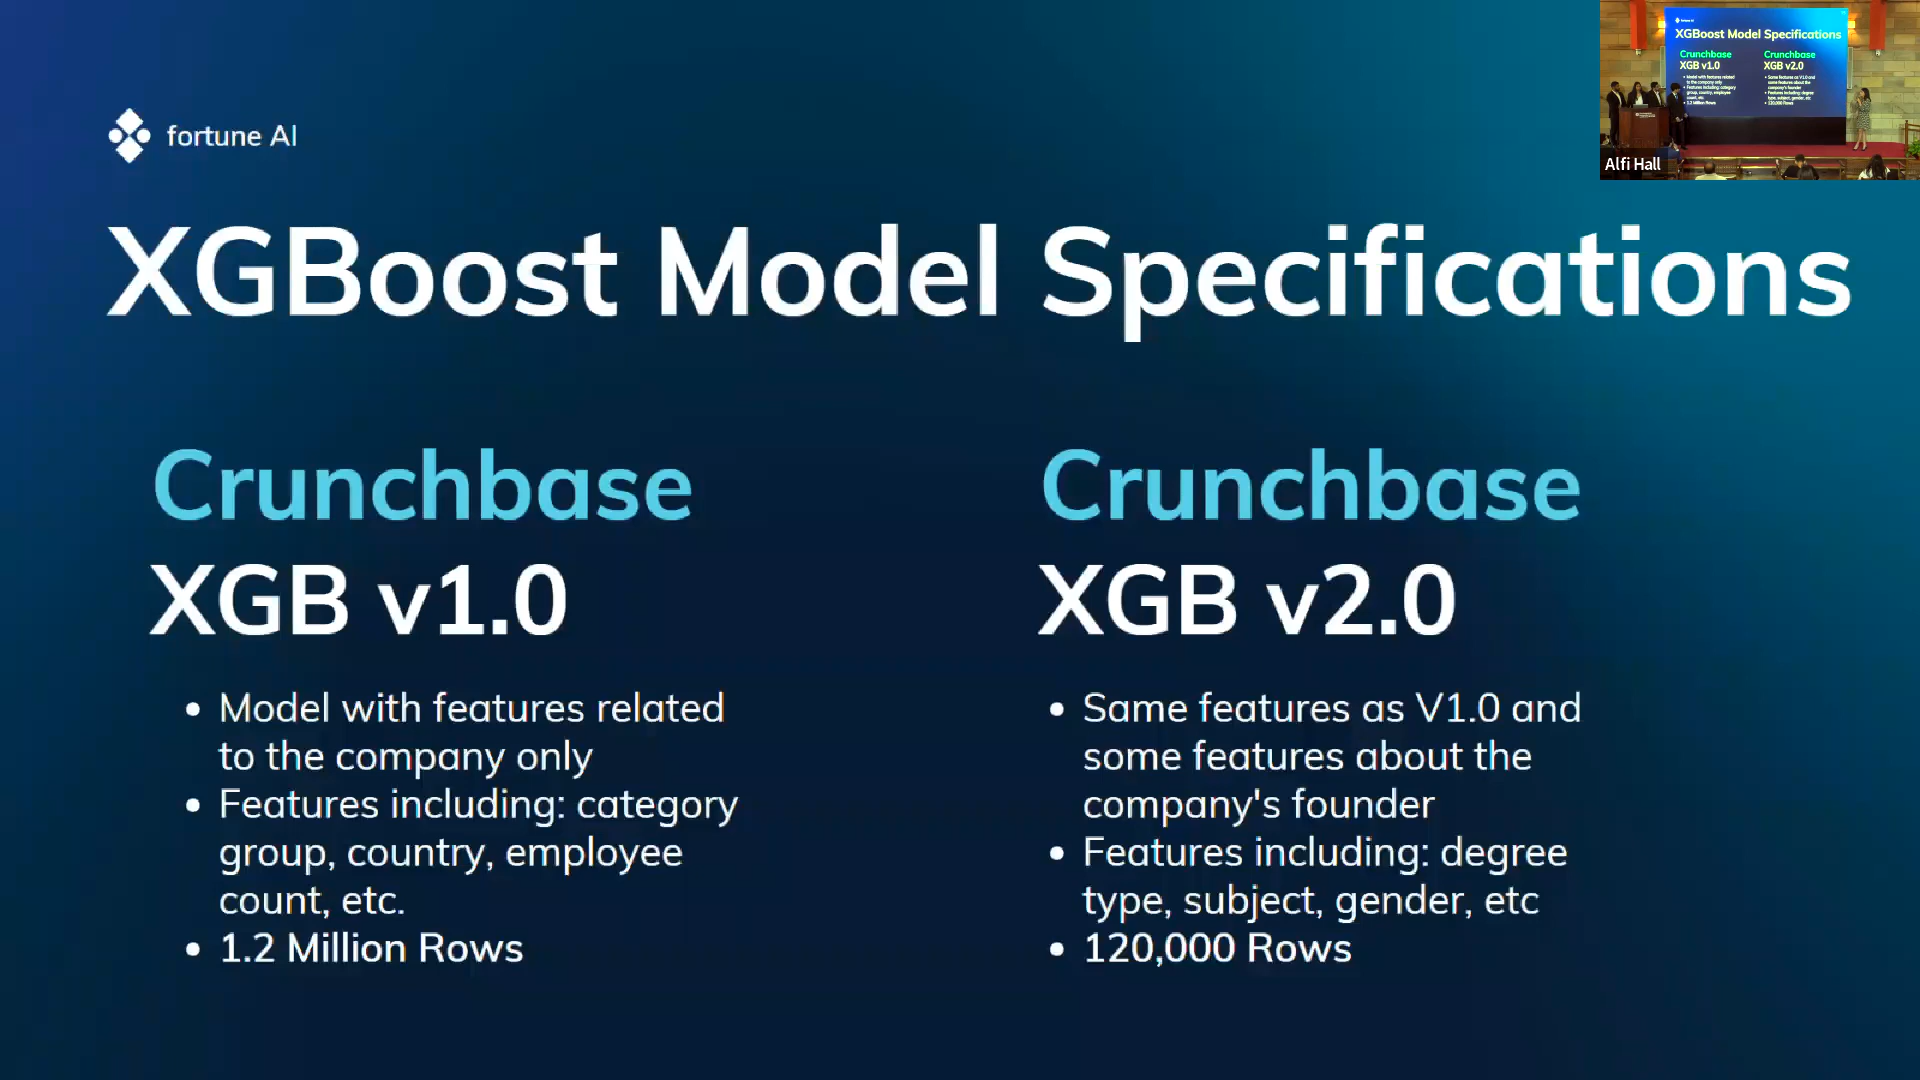 fortune AI
XGBoost Model Specifications
Crunchbase
XGB v1.0
• Model with features related
to the company only
• Features including: category
group, country, employee
count, etc.
• 1.2 Million Rows
Crunchbase
XGB v2.0
• Same features as V1.0 and
some features about the
company's founder
• Features including: degree
type, subject, gender, etc
• 120,000 Rows
XGBoost Model Specifications
Crunchbase
XGB v1.0
Crunchbase
XGB v2.0
Alfi Hall